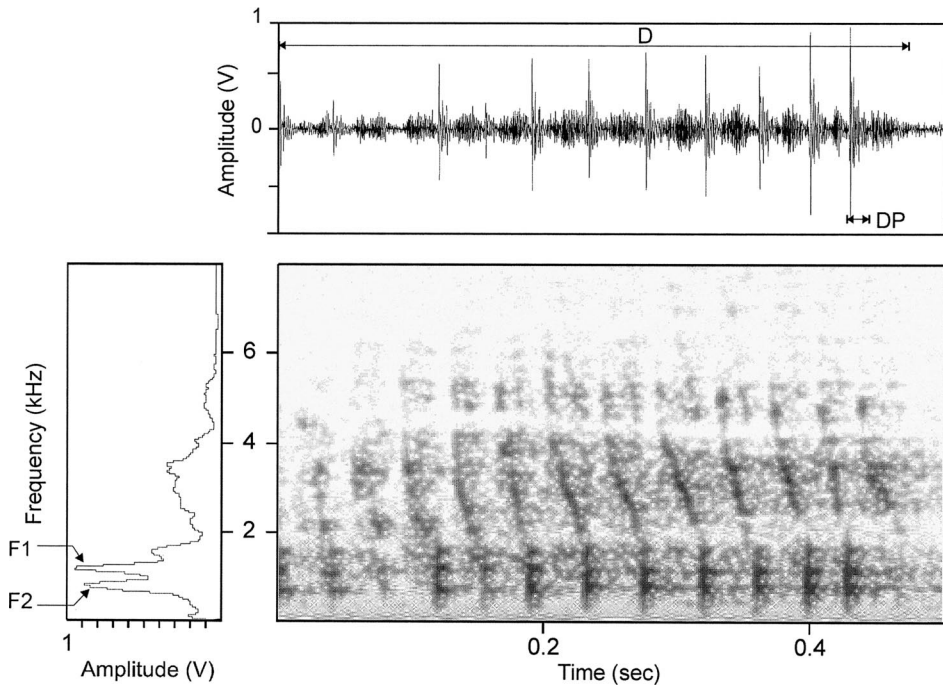 1
D
Amplitude (V)
0
DP
Frequency (kHz)
6
4
2
F1
F2
1
Amplitude (V)
0.2
0.4
Time (sec)